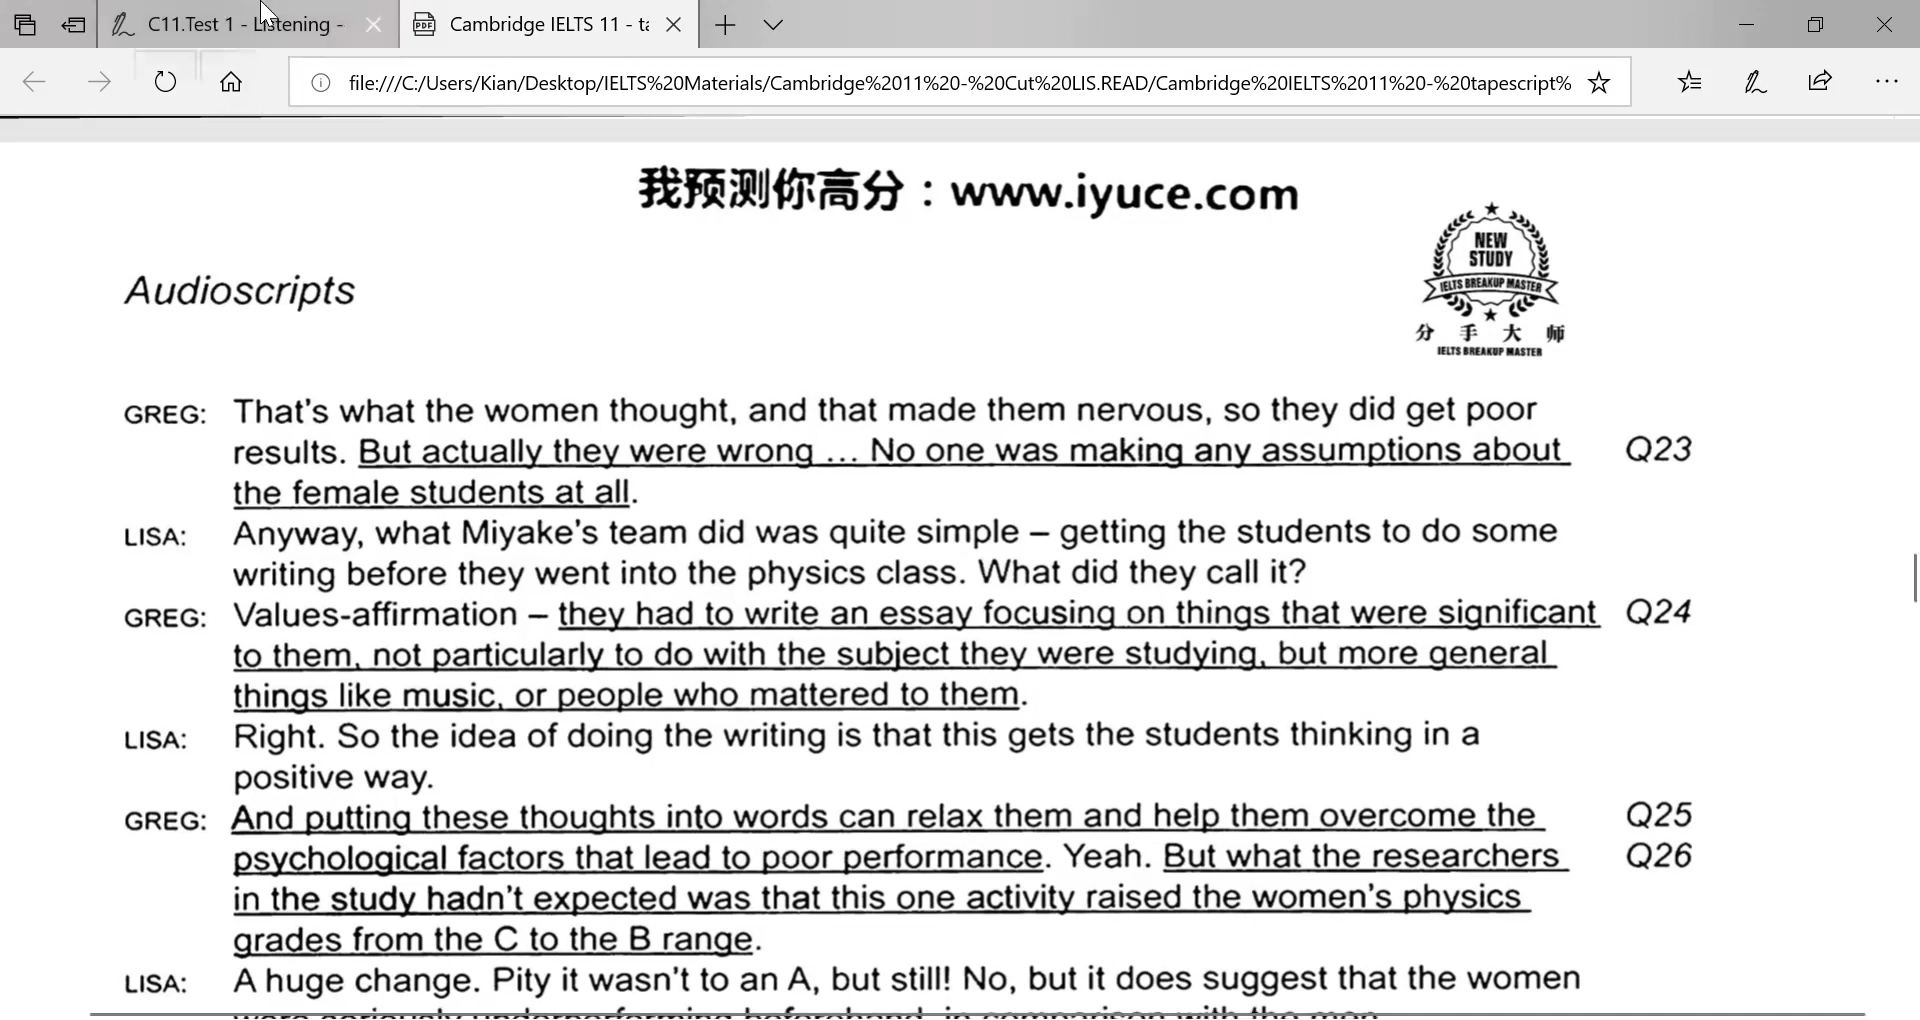 C11.Test 1 - Listening -
PDF
Cambridge IELTS 11 - ta
file:///C:/Users/Kian/Desktop/IELTS%20Materials/Cambridge%2011%20-%20Cut%20LIS.READ/Cambridge%20IELTS%2011%20-%20tapescript%
我预测你高分：www.iyuce.com
NEW
STUDY
IELTS BREAKUP MASTER
分手大师
IELTS BREAKUP MASTER
Audioscripts
GREG: That's what the women thought, and that made them nervous, so they did get poor
results. But actually they were wrong … No one was making any assumptions about Q23
the female students at all.
LISA: Anyway, what Miyake's team did was quite simple – getting the students to do some
writing before they went into the physics class. What did they call it?
GREG: Values-affirmation – they had to write an essay focusing on things that were significant Q24
to them, not particularly to do with the subject they were studying, but more general
things like music, or people who mattered to them.
LISA: Right. So the idea of doing the writing is that this gets the students thinking in a
positive way.
GREG: And putting these thoughts into words can relax them and help them overcome the Q25
psychological factors that lead to poor performance. Yeah. But what the researchers Q26
in the study hadn't expected was that this one activity raised the women's physics
grades from the C to the B range.
LISA: A huge change. Pity it wasn't to an A, but still! No, but it does suggest that the women
were seriously underperforming beforehand, in comparison with the men.